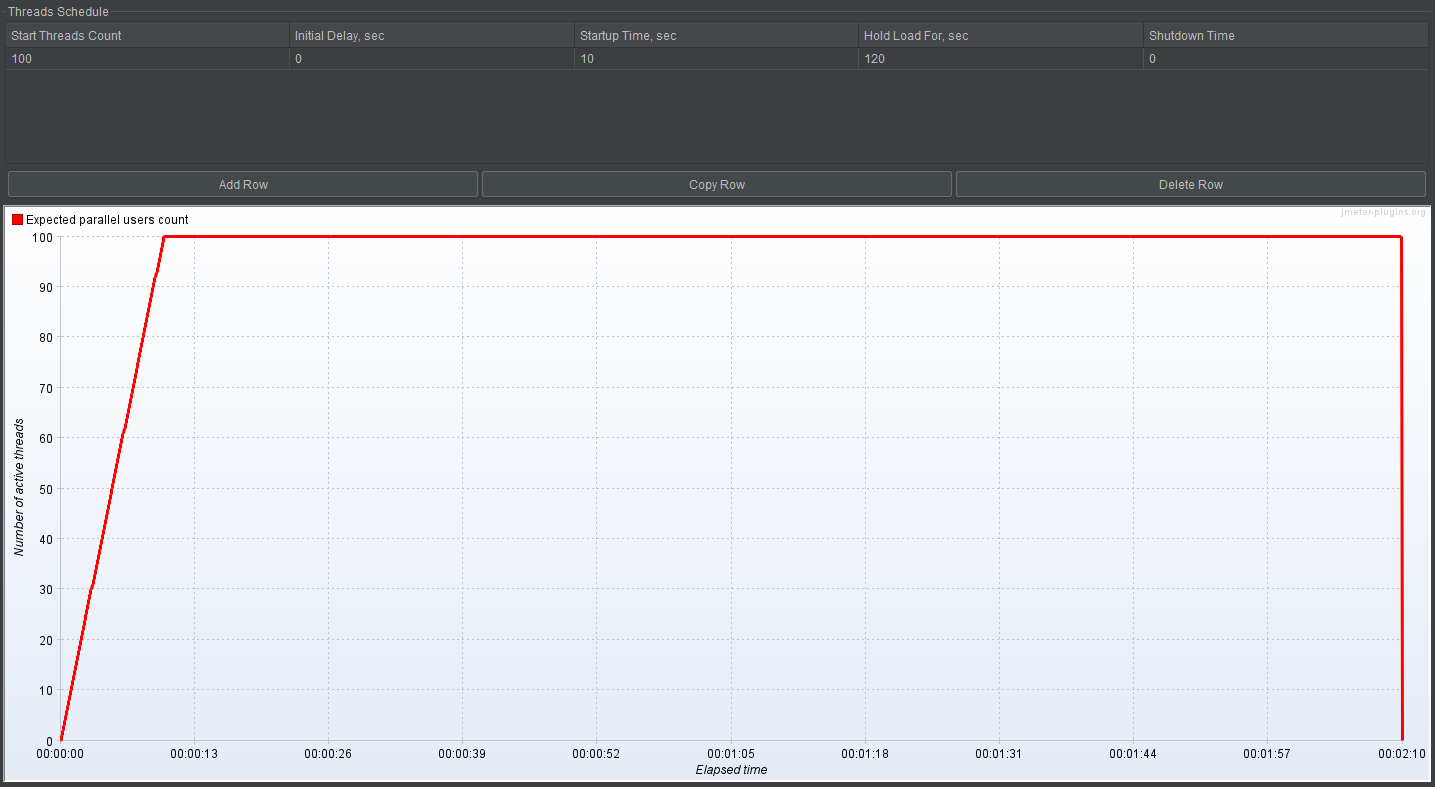 Threads Schedule
Start Threads Count Initial Delay, sec Startup Time, sec Hold Load For, sec Shutdown Time
100 0 10 120 0
Add Row Copy Row Delete Row
jmeter-plugins.org
Expected parallel users count
100
90
80
70
60
50
40
30
20
10
0
Number of active threads
00:00:00 00:00:13 00:00:26 00:00:39 00:00:52 00:01:05 00:01:18 00:01:31 00:01:44 00:01:57 00:02:10
Elapsed time